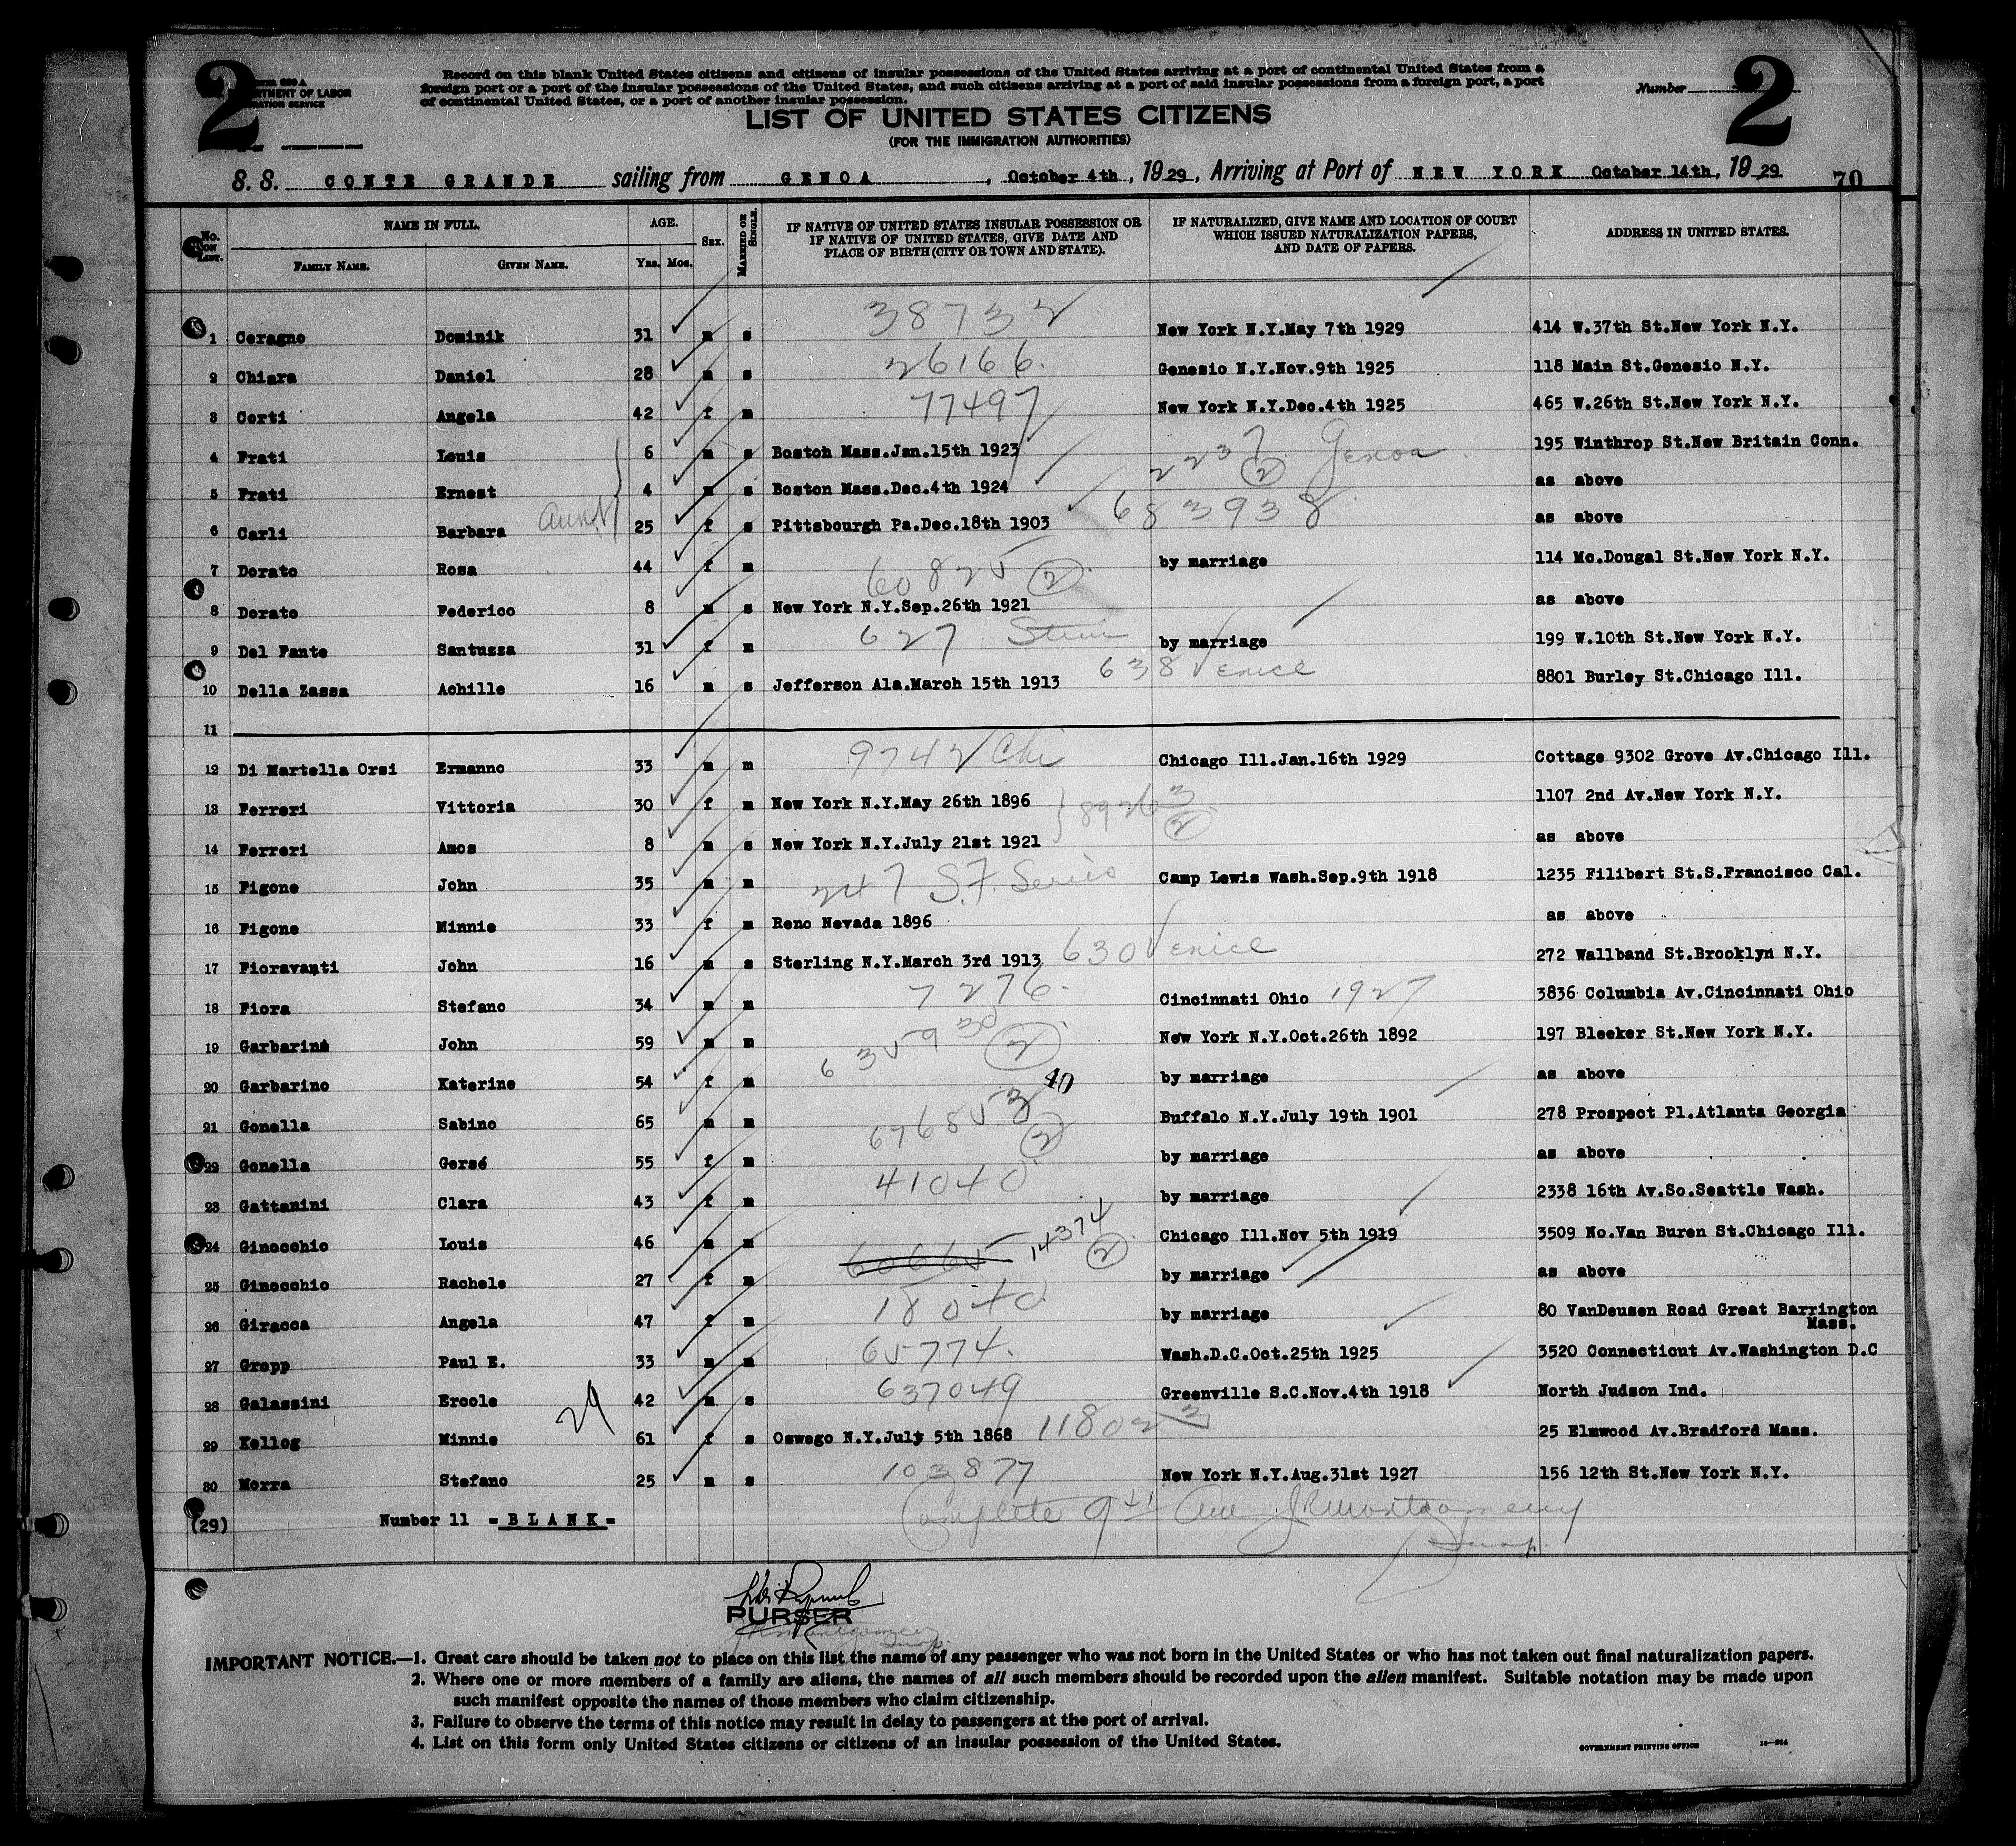 2 2
DEPARTMENT OF LABOR
IMMIGRATION SERVICE
Record on this blank United States citizens and citizens of insular possessions of the United States arriving at a port of continental United States from a
foreign port or a port of the insular possessions of the United States, and such citizens arriving at a port of said insular possessions from a foreign port, a port
of continental United States, or a port of another insular possession.
Number
LIST OF UNITED STATES CITIZENS
(FOR THE IMMIGRATION AUTHORITIES)
S. S. CONTE GRANDE sailing from GENOA, October 4th, 1929, Arriving at Port of NEW YORK October 14th, 1929 70
No. ON LIST. NAME IN FULL. FAMILY NAME. GIVEN NAME. AGE. Yrs. Mos. SEX. MARRIED OR SINGLE. IF NATIVE OF UNITED STATES INSULAR POSSESSION OR IF NATIVE OF UNITED STATES, GIVE DATE AND PLACE OF BIRTH (CITY OR TOWN AND STATE). IF NATURALIZED, GIVE NAME AND LOCATION OF COURT WHICH ISSUED NATURALIZATION PAPERS, AND DATE OF PAPERS. ADDRESS IN UNITED STATES.
1 Ceragno Dominik 31 m s 38732 New York N.Y.May 7th 1929 414 W.37th St.New York N.Y.
2 Chiara Daniel 28 m s 26166. Genesio N.Y.Nov.9th 1925 118 Main St.Genesio N.Y.
3 Corti Angela 42 f m 77497 New York N.Y.Dec.4th 1925 465 W.26th St.New York N.Y.
4 Frati Louis 6 m s Boston Mass.Jan.15th 1923 2237 (2) Genoa 195 Winthrop St.New Britain Conn.
5 Frati Ernest 4 m s Boston Mass.Dec.4th 1924 as above
6 Carli Barbara aunt 25 f s Pittsbourgh Pa.Dec.18th 1903 683938 as above
7 Dorato Rosa 44 f m 60825 (2) by marriage 114 Mc.Dougal St.New York N.Y.
8 Dorato Federico 8 m s New York N.Y.Sep.26th 1921 as above
9 Del Fante Santuzza 31 f m 627 by marriage 199 W.10th St.New York N.Y.
10 Della Zassa Achille 16 m s Jefferson Ala.March 15th 1913 638 Venice 8801 Burley St.Chicago Ill.
11
12 Di Martella Orsi Ermanno 33 m m 9742 Chi Chicago Ill.Jan.16th 1929 Cottage 9302 Grove Av.Chicago Ill.
13 Ferreri Vittoria 30 f m New York N.Y.May 26th 1896 89263 (2) 1107 2nd Av.New York N.Y.
14 Ferreri Amos 8 m s New York N.Y.July 21st 1921 as above
15 Figone John 35 m m 247 S.F. Series Camp Lewis Wash.Sep.9th 1918 1235 Filibert St.S.Francisco Cal.
16 Figone Minnie 33 f m Reno Nevada 1896 as above
17 Fioravanti John 16 m s Sterling N.Y.March 3rd 1913 630 Venice 272 Wallband St.Brooklyn N.Y.
18 Fiora Stefano 34 m m 7276. Cincinnati Ohio 1927 3836 Columbia Av.Cincinnati Ohio
19 Garbarino John 59 m m 635930 (2) New York N.Y.Oct.26th 1892 197 Bleeker St.New York N.Y.
20 Garbarino Katerine 54 f m by marriage as above
21 Gonella Sabino 65 m m 676853 40 (2) Buffalo N.Y.July 19th 1901 278 Prospect Pl.Atlanta Georgia
22 Gonella Gersé 55 f m by marriage as above
23 Gattanini Clara 43 f m 41040 by marriage 2338 16th Av.So.Seattle Wash.
24 Ginocchio Louis 46 m m 60665 14374 (2) Chicago Ill.Nov 5th 1919 3509 No.Van Buren St.Chicago Ill.
25 Ginocchio Rachele 27 f m by marriage as above
26 Giracca Angela 47 f m 18040 by marriage 80 VanDeusen Road Great Barrington Mass.
27 Gropp Paul E. 33 m m 65774. Wash.D.C.Oct.25th 1925 3520 Connecticut Av.Washington D.C
28 Galassini Ercole 42 m s 637049 Greenville S.C.Nov.4th 1918 North Judson Ind.
29 Kellog Minnie 29 61 f s Oswego N.Y.July 5th 1868 118023 25 Elmwood Av.Bradford Mass.
30 Morra Stefano 25 m s 103877 New York N.Y.Aug.31st 1927 156 12th St.New York N.Y.
(29) Number 11 =BLANK= Complete 9 JRMontgomery Insp.
PURSER
JRMontgomery
Insp.
IMPORTANT NOTICE.—1. Great care should be taken not to place on this list the name of any passenger who was not born in the United States or who has not taken out final naturalization papers.
2. Where one or more members of a family are aliens, the names of all such members should be recorded upon the alien manifest. Suitable notation may be made upon
such manifest opposite the names of those members who claim citizenship.
3. Failure to observe the terms of this notice may result in delay to passengers at the port of arrival.
4. List on this form only United States citizens or citizens of an insular possession of the United States.
GOVERNMENT PRINTING OFFICE 14—214